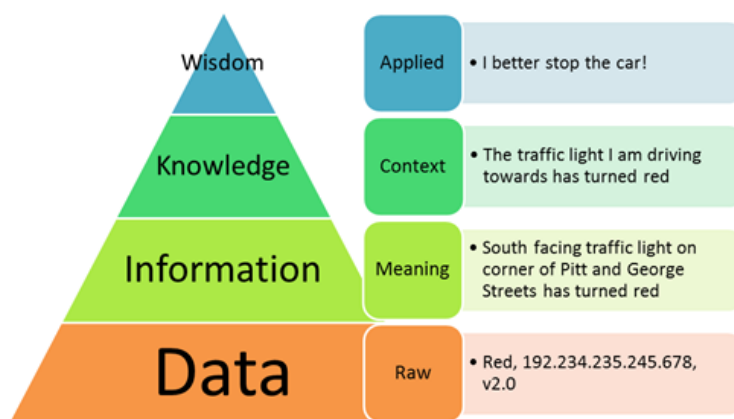 Wisdom
Applied
• I better stop the car!
Knowledge
Context
• The traffic light I am driving
towards has turned red
Information
Meaning
• South facing traffic light on
corner of Pitt and George
Streets has turned red
Data
Raw
• Red, 192.234.235.245.678,
v2.0